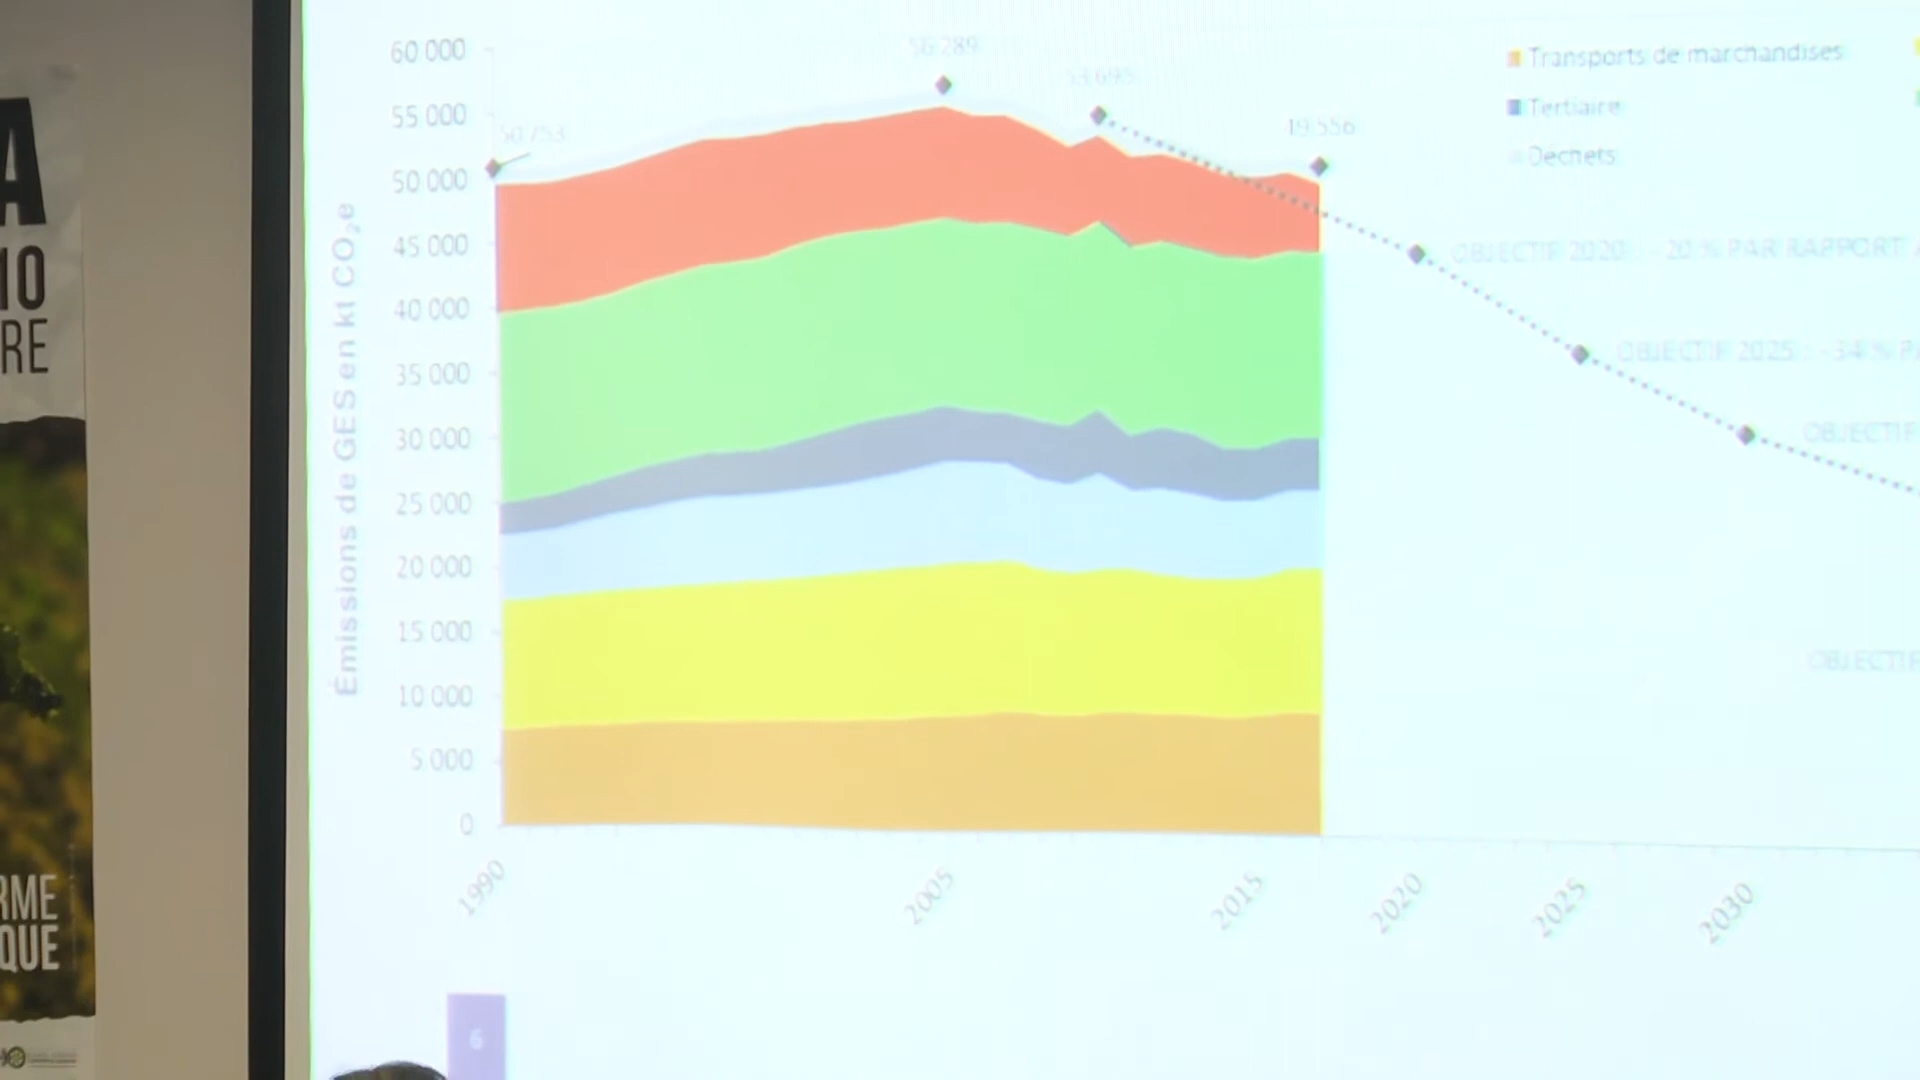 A
10
RE
RME
QUE
Émissions de GES en kt CO₂e
60 000
55 000
50 000
45 000
40 000
35 000
30 000
25 000
20 000
15 000
10 000
5 000
0
50 753
56 289
53 695
49 556
Transports de marchandises
Tertiaire
Déchets
OBJECTIF 2020 : - 20 % PAR RAPPORT
OBJECTIF 2025 : - 34 %
OBJECTIF
OBJECTIF
1990
2005
2015
2020
2025
2030
6